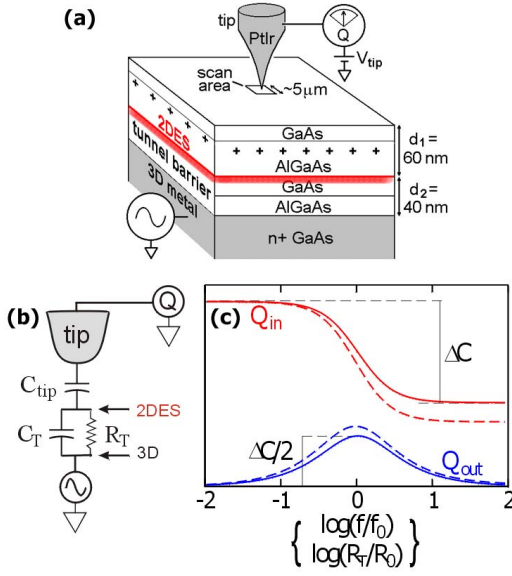 (a)
tip
PtIr
Q
V_tip
scan
area
~5μm
GaAs
+ + + + + + +
AlGaAs
GaAs
AlGaAs
n+ GaAs
d₁=
60 nm
d₂=
40 nm
+ + + + +
2DES
tunnel barrier
3D metal
(b)
Q
tip
C_tip
2DES
C_T
R_T
3D
(c)
Q_in
ΔC
ΔC/2
Q_out
-2 -1 0 1 2
{ log(f/f₀)
log(R_T/R₀) }